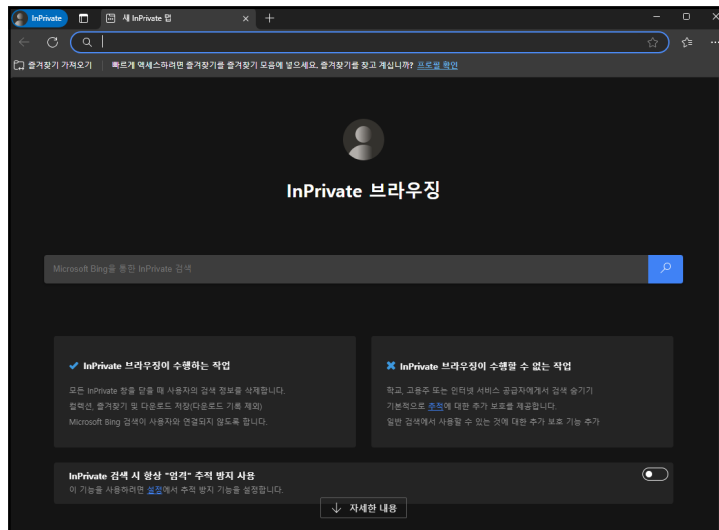 InPrivate
새 InPrivate 탭
즐겨찾기 가져오기
빠르게 액세스하려면 즐겨찾기를 즐겨찾기 모음에 넣으세요. 즐겨찾기를 찾고 계십니까? 프로필 확인
InPrivate 브라우징
Microsoft Bing을 통한 InPrivate 검색
InPrivate 브라우징이 수행하는 작업
모든 InPrivate 창을 닫을 때 사용자의 검색 정보를 삭제합니다.
컬렉션, 즐겨찾기 및 다운로드 저장(다운로드 기록 제외)
Microsoft Bing 검색이 사용자와 연결되지 않도록 합니다.
InPrivate 브라우징이 수행할 수 없는 작업
학교, 고용주 또는 인터넷 서비스 공급자에게서 검색 숨기기
기본적으로 추적에 대한 추가 보호를 제공합니다.
일반 검색에서 사용할 수 있는 것에 대한 추가 보호 기능 추가
InPrivate 검색 시 항상 "엄격" 추적 방지 사용
이 기능을 사용하려면 설정에서 추적 방지 기능을 설정합니다.
자세한 내용